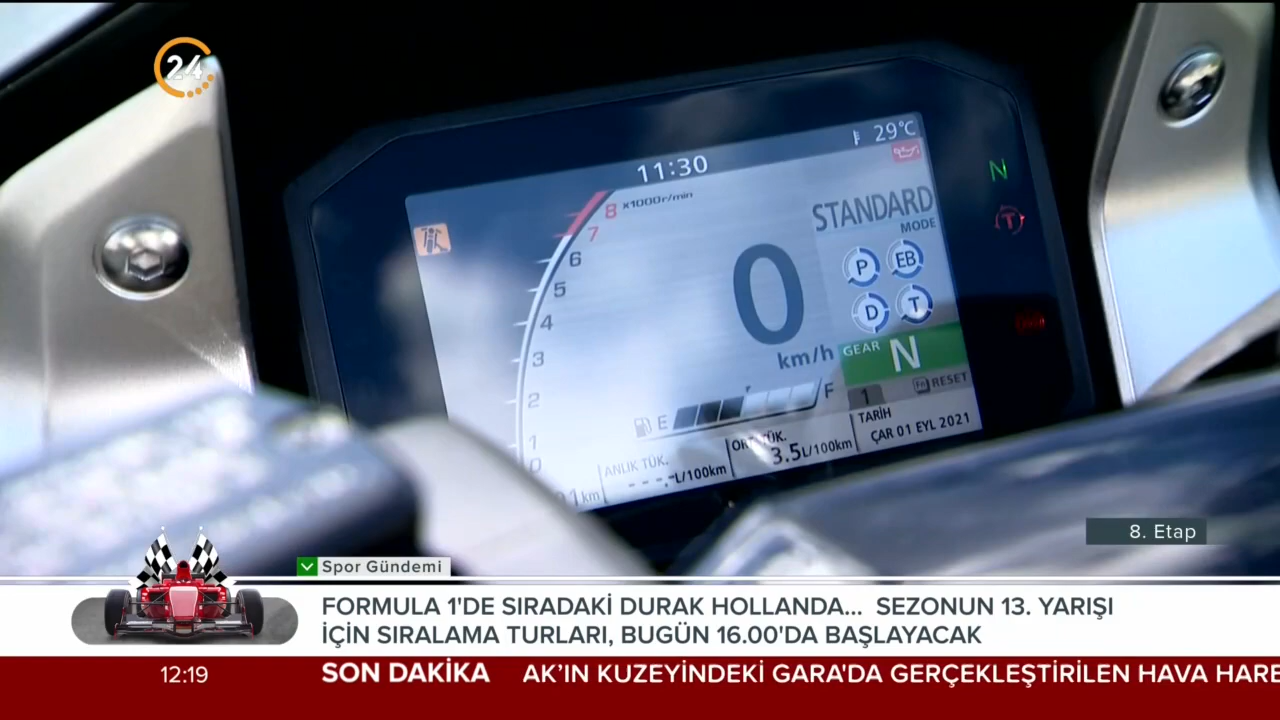 24
29°C
11:30
8 x1000r/min
7
6
5
4
3
2
1
0
STANDARD
MODE
P EB
D T
0
km/h
GEAR N
E F
1
RESET
TARİH
ÇAR 01 EYL 2021
ORT. TÜK.
3.5L/100km
ANLIK TÜK.
---.-L/100km
km
N
T
8. Etap
Spor Gündemi
FORMULA 1'DE SIRADAKİ DURAK HOLLANDA... SEZONUN 13. YARIŞI
İÇİN SIRALAMA TURLARI, BUGÜN 16.00'DA BAŞLAYACAK
12:19
SON DAKİKA AK'IN KUZEYİNDEKİ GARA'DA GERÇEKLEŞTİRİLEN HAVA HARE